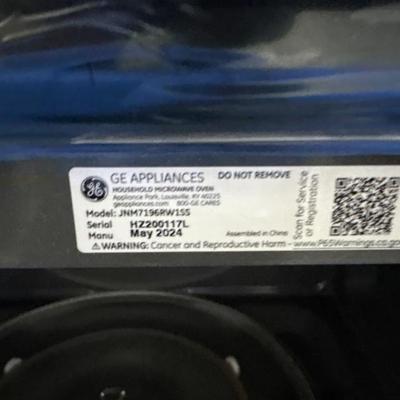 GE APPLIANCES DO NOT REMOVE
HOUSEHOLD MICROWAVE OVEN
Appliance Park, Louisville, KY 40225
geappliances.com 800-GE CARES
Model: JNM7196RW1SS
Serial HZ200117L
Manu May 2024 Assembled in China
⚠WARNING: Cancer and Reproductive Harm - www.P65Warnings.ca.gov
Scan for Service
or Registration